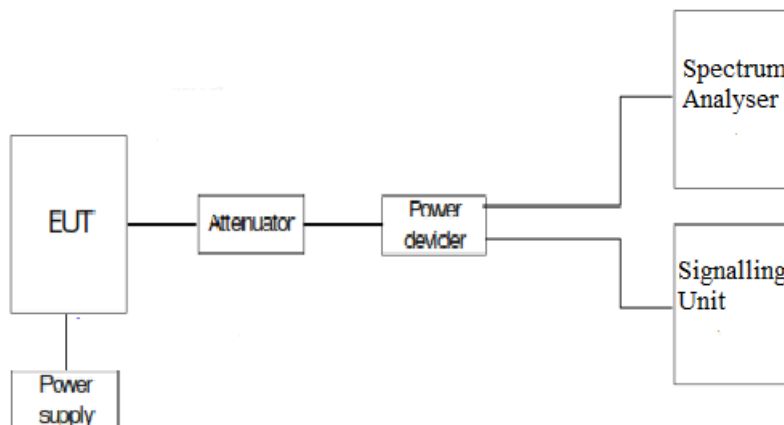 Spectrum
Analyser
EUT
Attenuator
Power
devider
Signalling
Unit
Power
supply